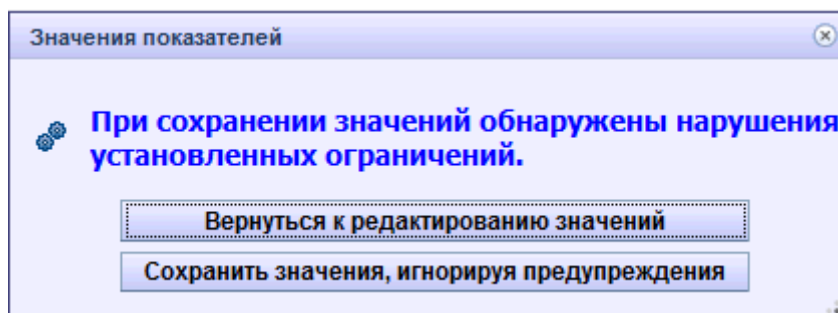 Значения показателей
При сохранении значений обнаружены нарушения
установленных ограничений.
Вернуться к редактированию значений
Сохранить значения, игнорируя предупреждения